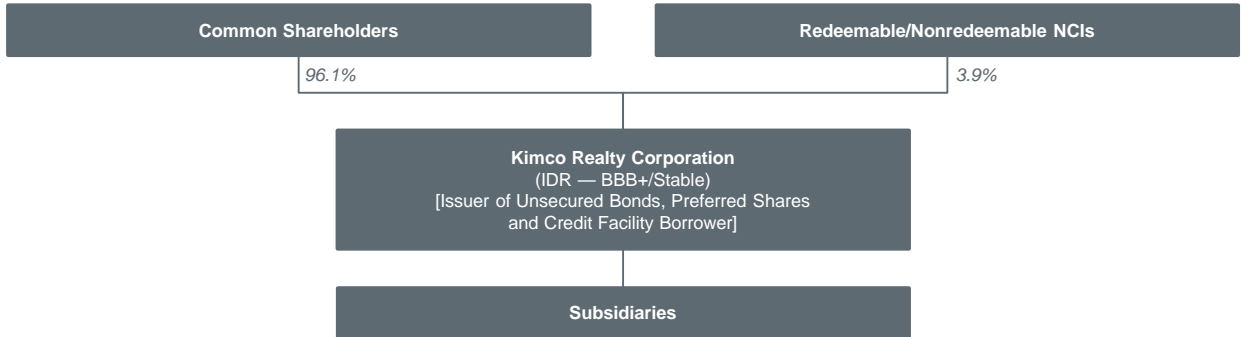 Common Shareholders
Redeemable/Nonredeemable NCIs
96.1%
3.9%
Kimco Realty Corporation
(IDR — BBB+/Stable)
[Issuer of Unsecured Bonds, Preferred Shares
and Credit Facility Borrower]
Subsidiaries